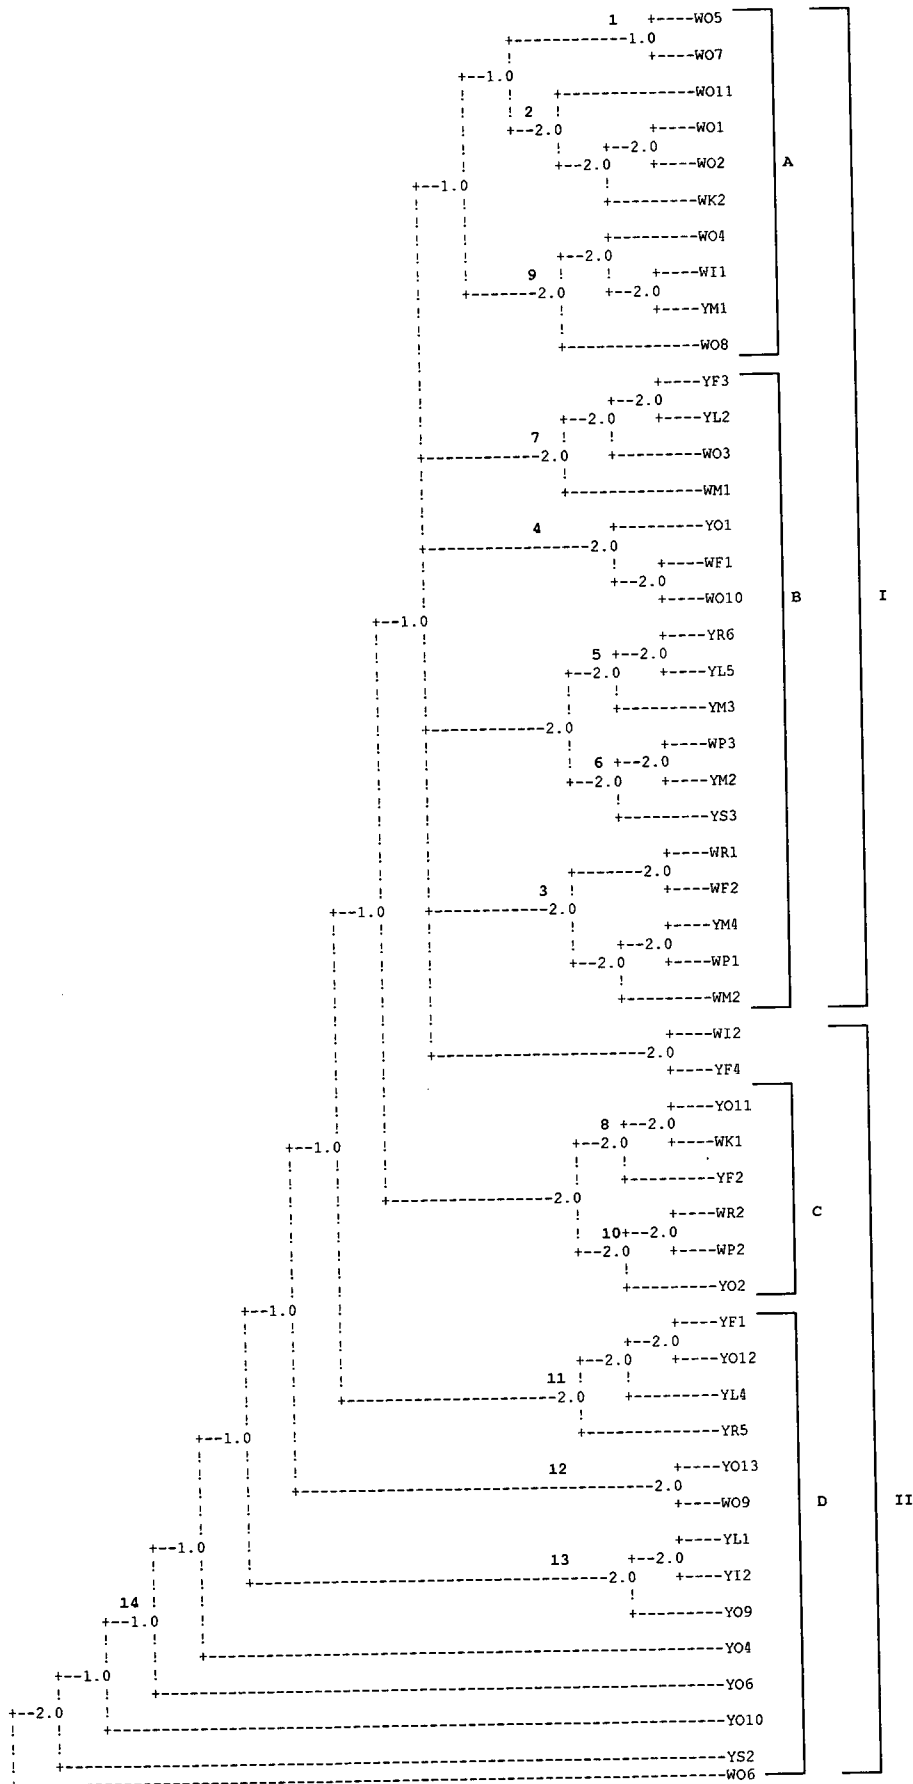 1 +----WO5
+------------1.0
+----WO7
+--1.0
+------------WO11
2
+--2.0 +----WO1
+--2.0
+--2.0 +----WO2 A
+--1.0
+--------WK2
+--------WO4
+--2.0
9 +----WI1
+------2.0 +--2.0
+----YM1
+------------WO8
+----YF3
+--2.0
+--2.0 +----YL2
7
+----------2.0 +--------WO3
+------------WM1
4 +--------YO1
+--------------2.0
+----WF1
+--2.0
B I
+----WO10
+--1.0
+----YR6
5 +--2.0
+--2.0 +----YL5
+--------YM3
+----------2.0
+----WP3
6 +--2.0
+--2.0 +----YM2
+--------YS3
+----WR1
+------2.0
3 +----WF2
+--1.0 +----------2.0
+----YM4
+--2.0
+--2.0 +----WP1
+--------WM2
+----WI2
+------------------2.0
+----YF4
+----YO11
8 +--2.0
+--1.0 +--2.0 +----WK1
+--------YF2
+--------------2.0
+----WR2 C
10+--2.0
+--2.0 +----WP2
+--------YO2
+--1.0
+----YF1
+--2.0
+--2.0 +----YO12
11
+------------------2.0 +--------YL4
+------------YR5
+--1.0
12 +----YO13
+------------------------------2.0
D II
+----WO9
+----YL1
+--1.0 13 +--2.0
+------------------------------2.0 +----YI2
14 +--------YO9
+--1.0
+--------------------------------------------YO4
+--1.0
+------------------------------------------------YO6
+--2.0
+----------------------------------------------------YO10
+--------------------------------------------------------YS2
------------------------------------------------------------WO6